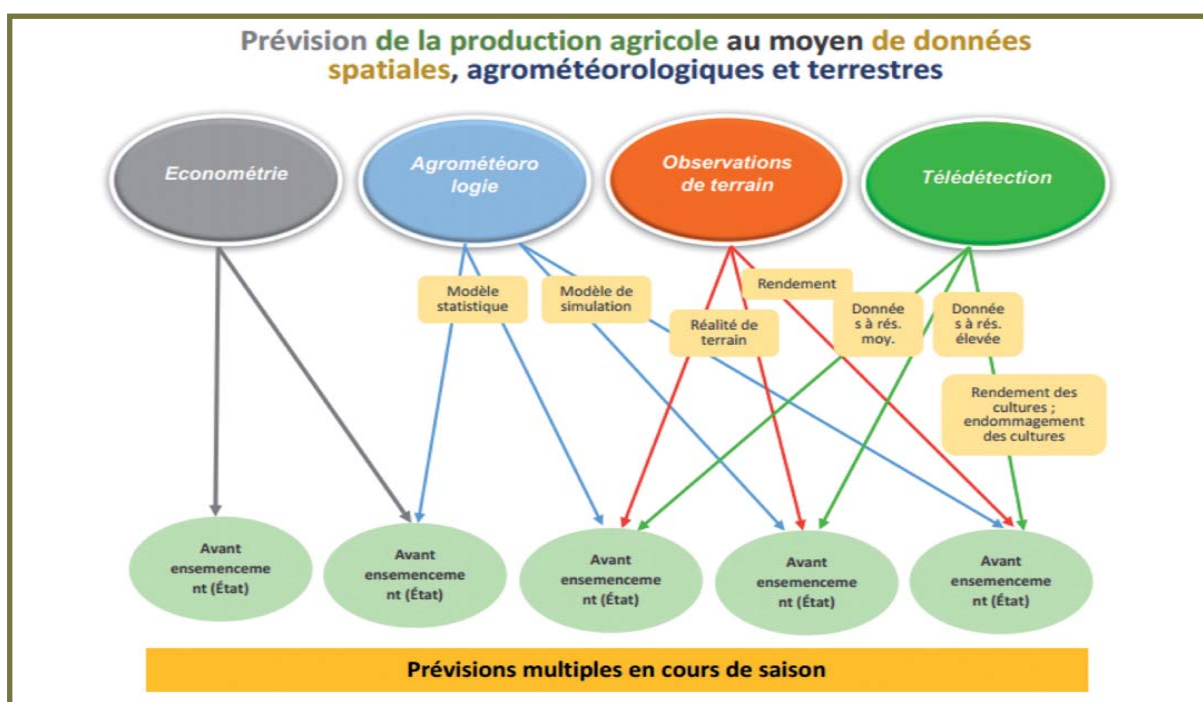 Prévision de la production agricole au moyen de données
spatiales, agrométéorologiques et terrestres
Econométrie
Agrométéoro
logie
Observations
de terrain
Télédétection
Modèle
statistique
Modèle de
simulation
Rendement
Réalité de
terrain
Donnée
s à rés.
moy.
Donnée
s à rés.
élevée
Rendement des
cultures ;
endommagement
des cultures
Avant
ensemenceme
nt (État)
Avant
ensemenceme
nt (État)
Avant
ensemenceme
nt (État)
Avant
ensemenceme
nt (État)
Avant
ensemenceme
nt (État)
Prévisions multiples en cours de saison